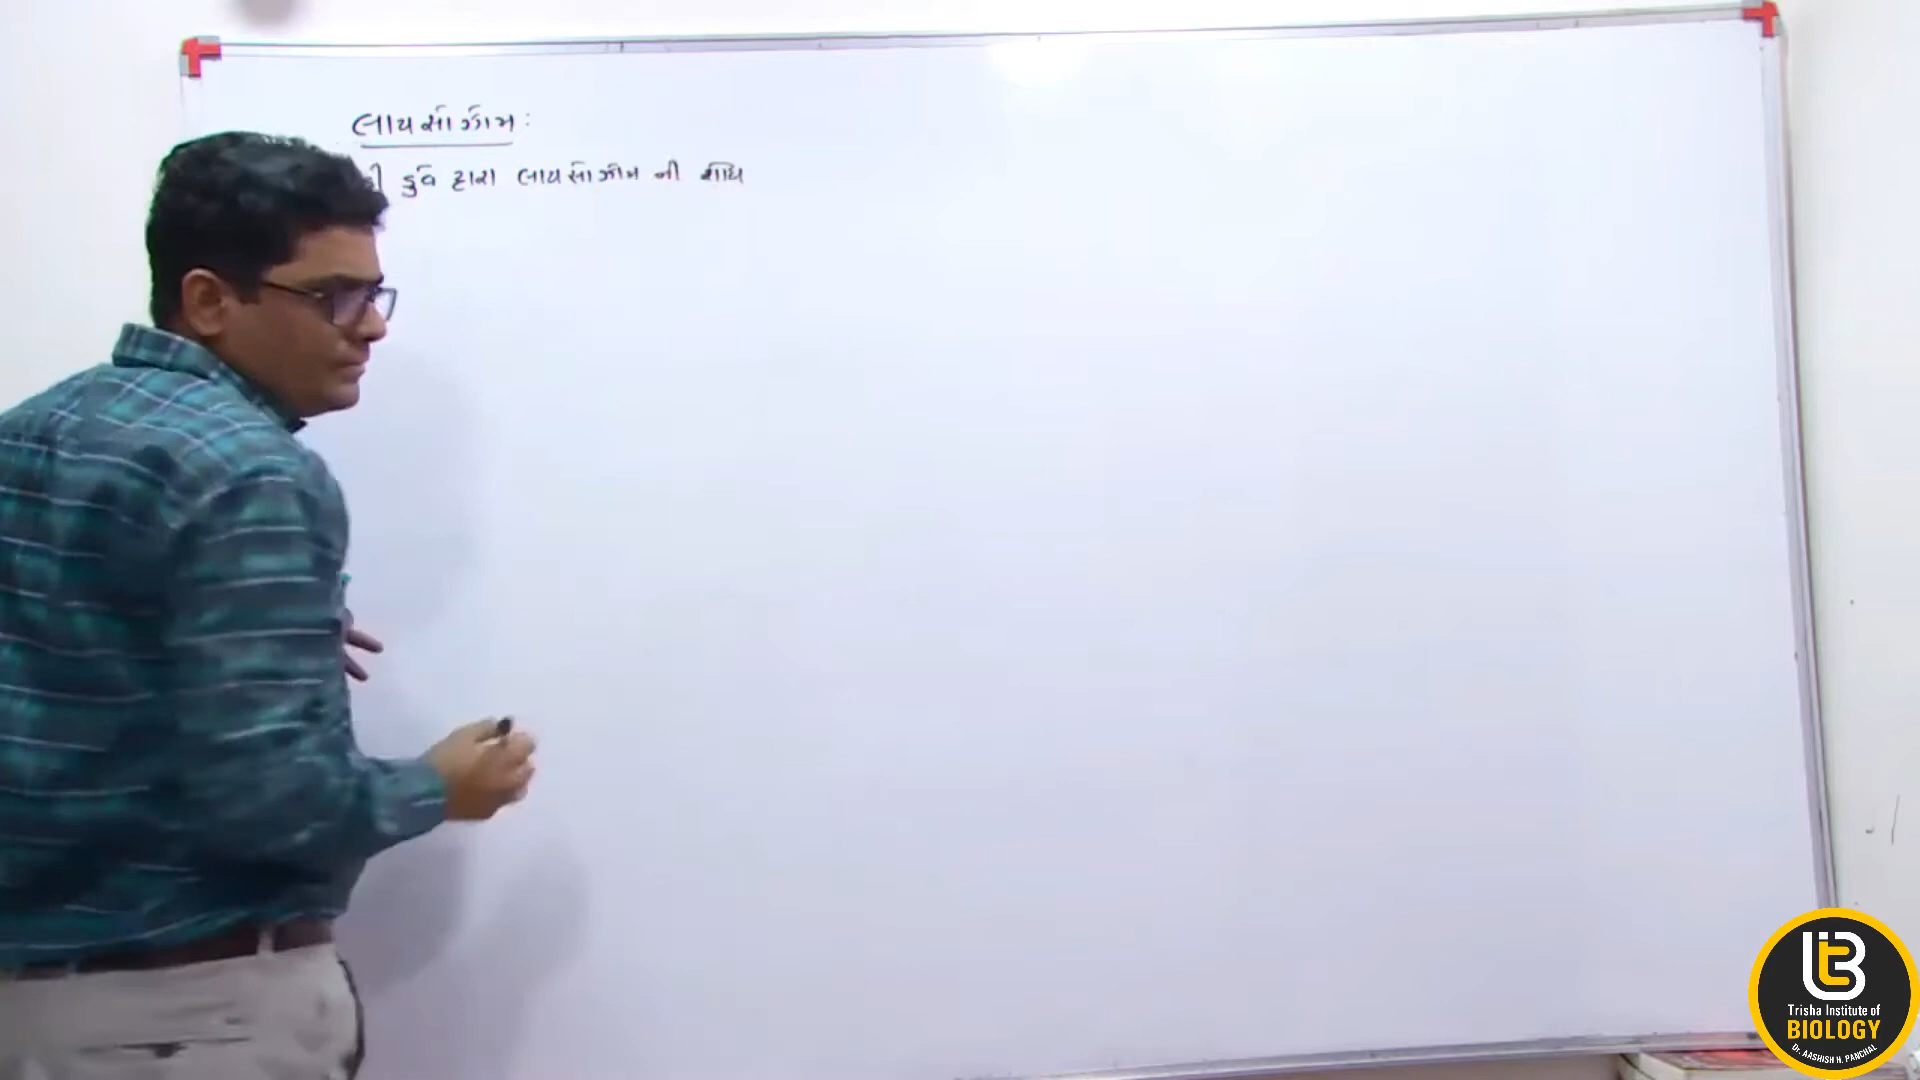 લાયસોઝોમ :
ડુવ દ્વારા લાયસોઝોમ ની શોધ
Trisha Institute of
BIOLOGY
Dr. AASHISH H. PANCHAL